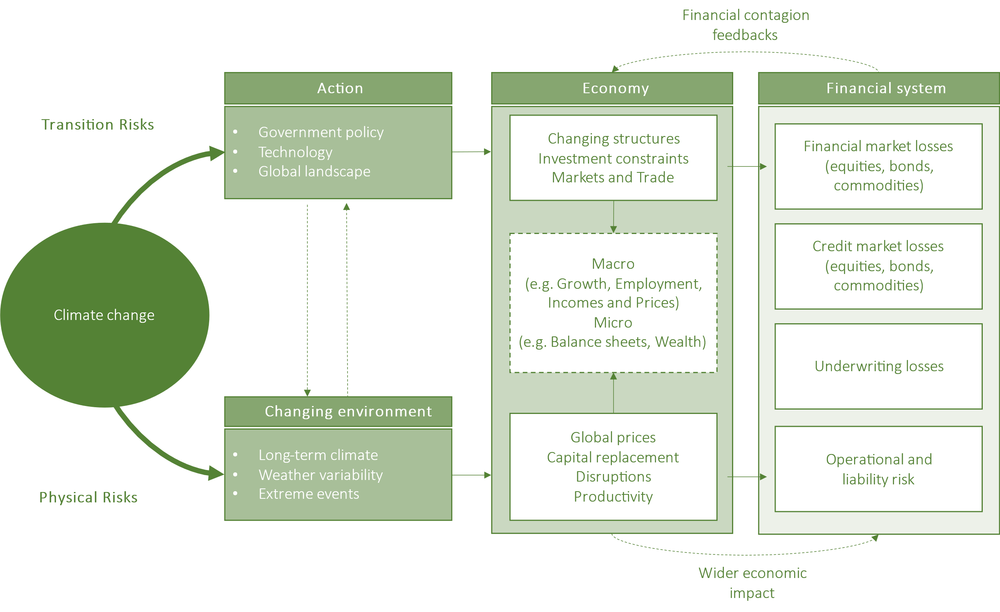 Financial contagion
feedbacks
Transition Risks
Climate change
Physical Risks
Action
• Government policy
• Technology
• Global landscape
Changing environment
• Long-term climate
• Weather variability
• Extreme events
Economy
Changing structures
Investment constraints
Markets and Trade
Macro
(e.g. Growth, Employment,
Incomes and Prices)
Micro
(e.g. Balance sheets, Wealth)
Global prices
Capital replacement
Disruptions
Productivity
Financial system
Financial market losses
(equities, bonds,
commodities)
Credit market losses
(equities, bonds,
commodities)
Underwriting losses
Operational and
liability risk
Wider economic
impact